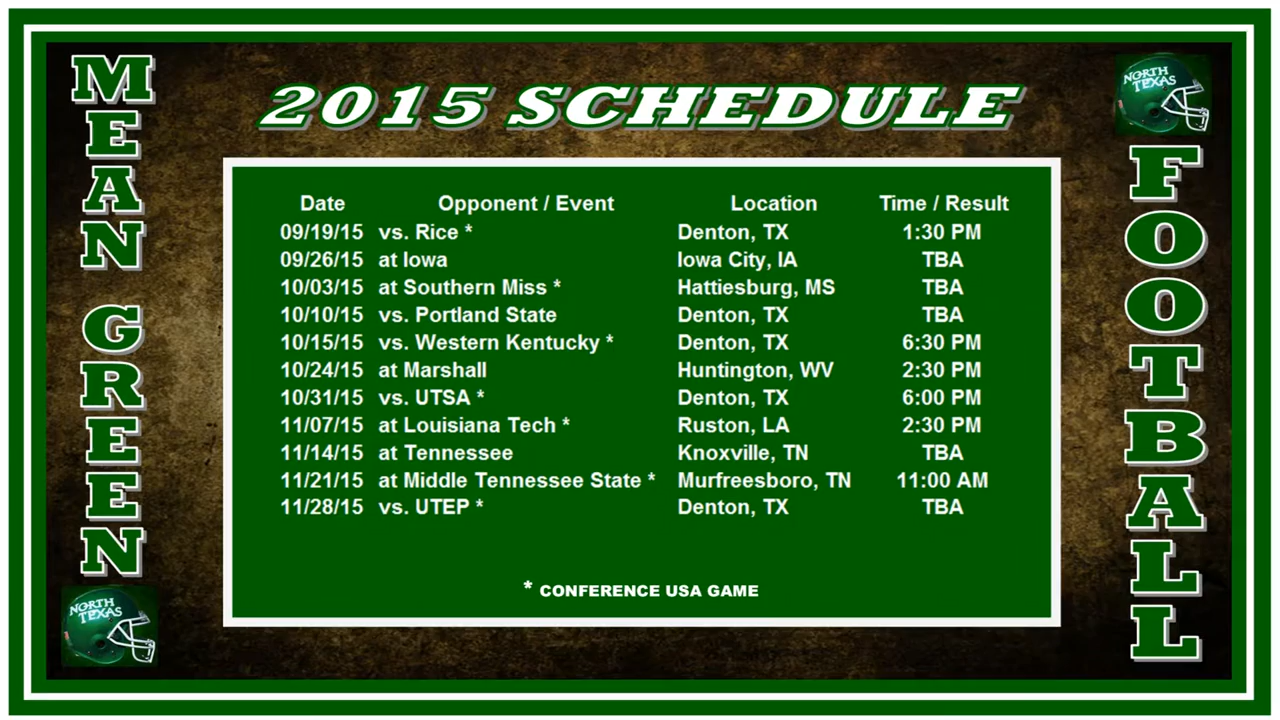 MEAN GREEN
2015 SCHEDULE
NORTH
TEXAS
FOOTBALL
Date Opponent / Event Location Time / Result
09/19/15 vs. Rice * Denton, TX 1:30 PM
09/26/15 at Iowa Iowa City, IA TBA
10/03/15 at Southern Miss * Hattiesburg, MS TBA
10/10/15 vs. Portland State Denton, TX TBA
10/15/15 vs. Western Kentucky * Denton, TX 6:30 PM
10/24/15 at Marshall Huntington, WV 2:30 PM
10/31/15 vs. UTSA * Denton, TX 6:00 PM
11/07/15 at Louisiana Tech * Ruston, LA 2:30 PM
11/14/15 at Tennessee Knoxville, TN TBA
11/21/15 at Middle Tennessee State * Murfreesboro, TN 11:00 AM
11/28/15 vs. UTEP * Denton, TX TBA
* CONFERENCE USA GAME
NORTH
TEXAS